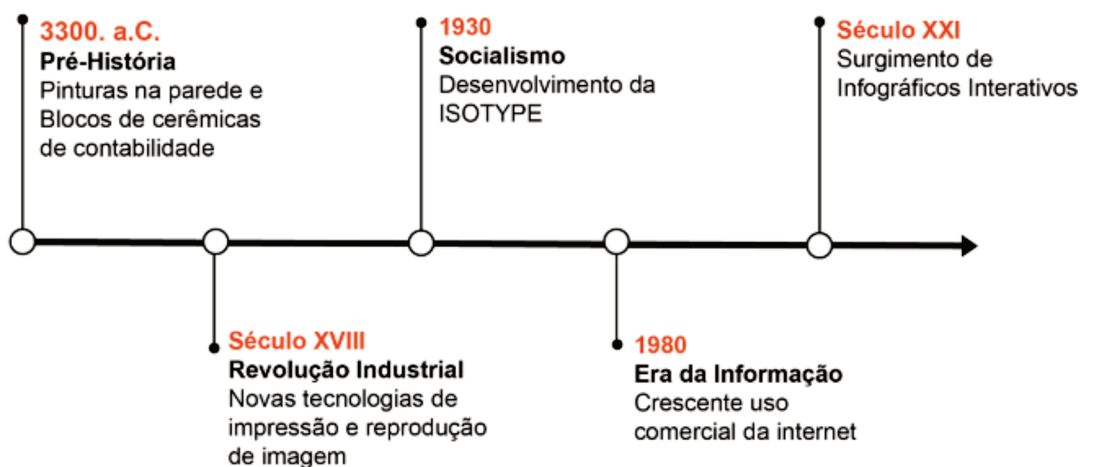 3300. a.C.
Pré-História
Pinturas na parede e
Blocos de cerêmicas
de contabilidade
Século XVIII
Revolução Industrial
Novas tecnologias de
impressão e reprodução
de imagem
1930
Socialismo
Desenvolvimento da
ISOTYPE
1980
Era da Informação
Crescente uso
comercial da internet
Século XXI
Surgimento de
Infográficos Interativos